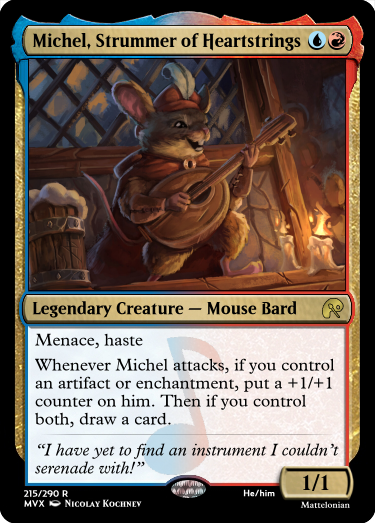 Michel, Strummer of Heartstrings
Legendary Creature — Mouse Bard
Menace, haste
Whenever Michel attacks, if you control
an artifact or enchantment, put a +1/+1
counter on him. Then if you control
both, draw a card.
“I have yet to find an instrument I couldn’t
serenade with!”
1/1
215/290 R
He/him
MVX Nicolay Kochnev
Mattelonian